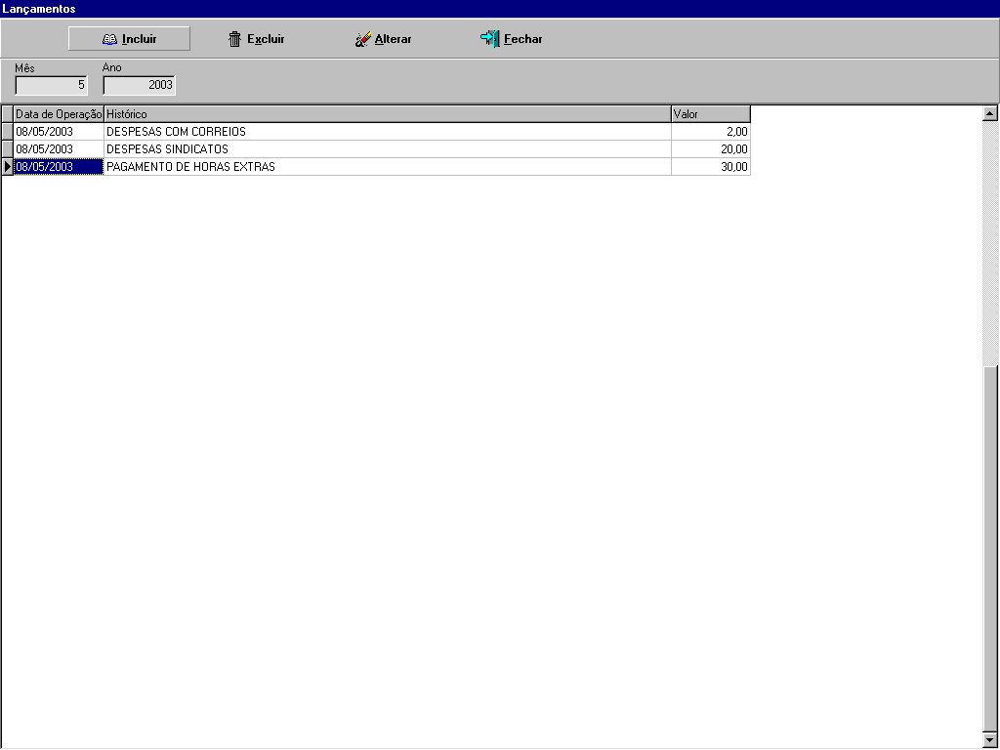 Lançamentos
Incluir Excluir Alterar Fechar
Mês Ano
5 2003
Data de Operação Histórico Valor
08/05/2003 DESPESAS COM CORREIOS 2,00
08/05/2003 DESPESAS SINDICATOS 20,00
08/05/2003 PAGAMENTO DE HORAS EXTRAS 30,00